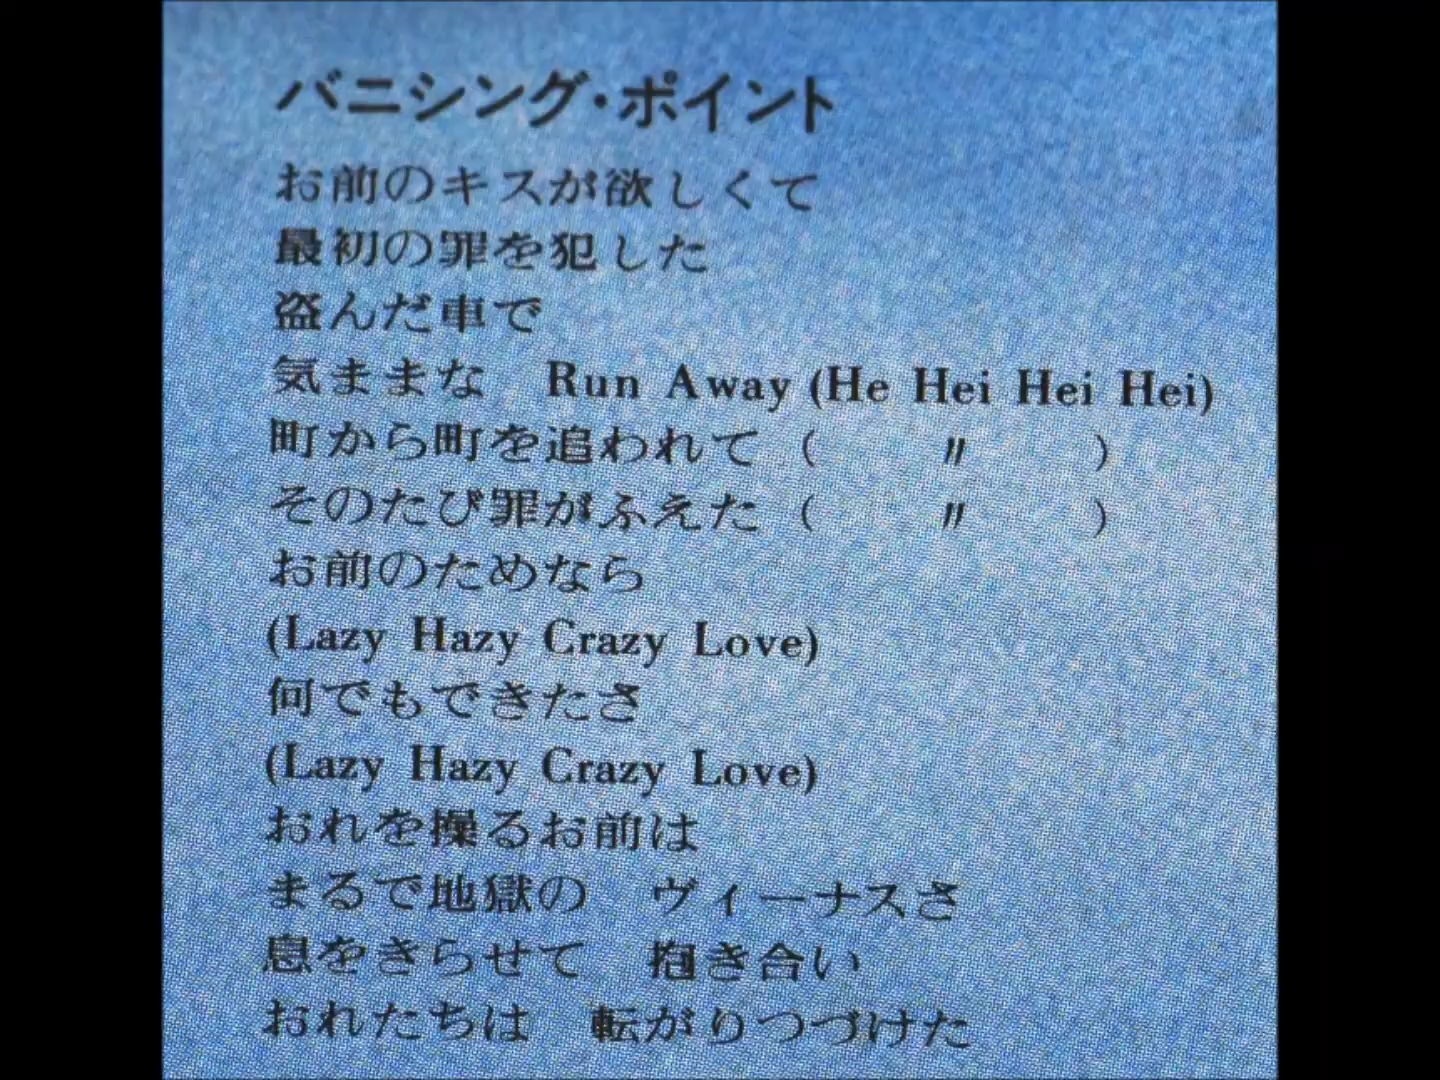 バニシング・ポイント
お前のキスが欲しくて
最初の罪を犯した
盗んだ車で
気ままな　Run Away (He Hei Hei Hei)
町から町を追われて（　〃　）
そのたび罪がふえた（　〃　）
お前のためなら
(Lazy Hazy Crazy Love)
何でもできたさ
(Lazy Hazy Crazy Love)
おれを操るお前は
まるで地獄の　ヴィーナスさ
息をきらせて　抱き合い
おれたちは　転がりつづけた